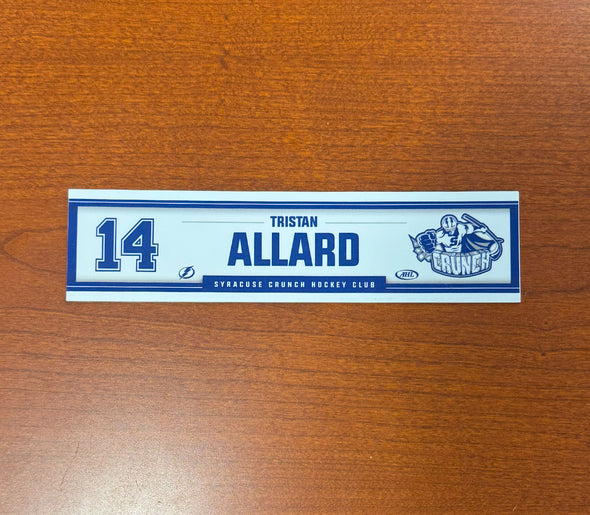 14
TRISTAN
ALLARD
SYRACUSE CRUNCH HOCKEY CLUB
AHL
CRUNCH